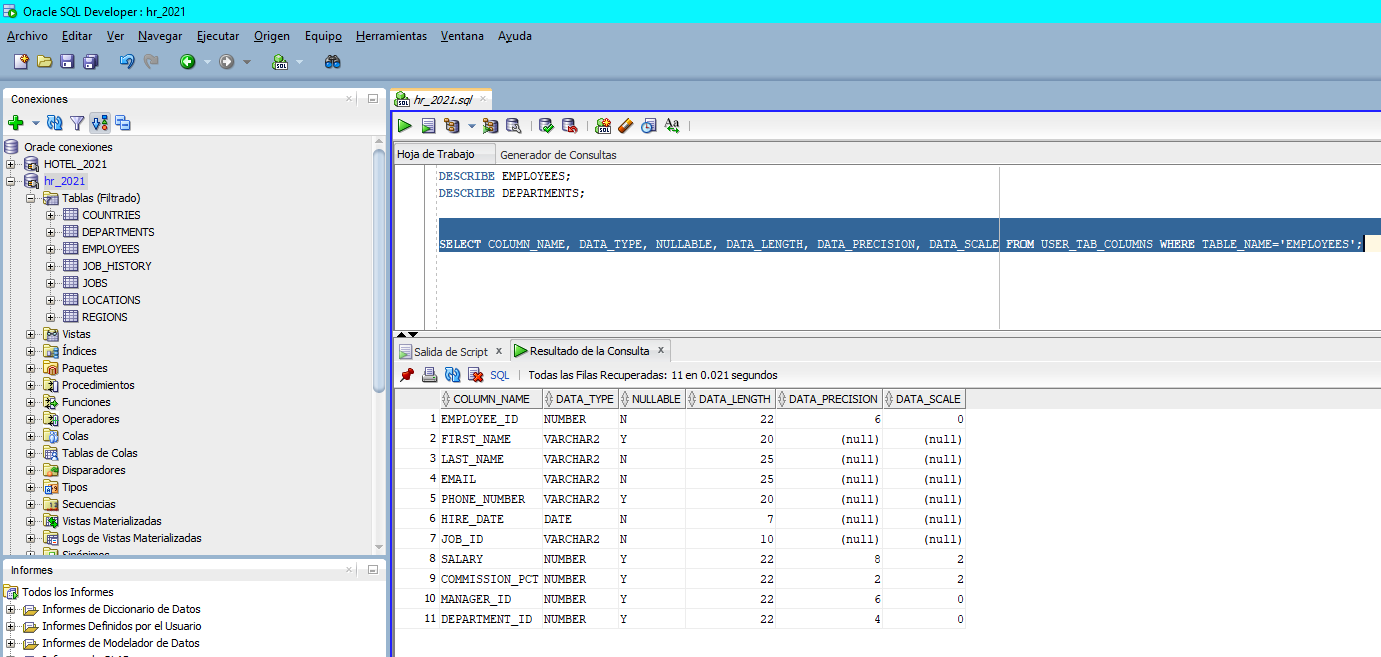 Oracle SQL Developer : hr_2021
Archivo Editar Ver Navegar Ejecutar Origen Equipo Herramientas Ventana Ayuda
Conexiones
Oracle conexiones
HOTEL_2021
hr_2021
Tablas (Filtrado)
COUNTRIES
DEPARTMENTS
EMPLOYEES
JOB_HISTORY
JOBS
LOCATIONS
REGIONS
Vistas
Índices
Paquetes
Procedimientos
Funciones
Operadores
Colas
Tablas de Colas
Disparadores
Tipos
Secuencias
Vistas Materializadas
Logs de Vistas Materializadas
Sinónimos
Informes
Todos los Informes
Informes de Diccionario de Datos
Informes Definidos por el Usuario
Informes de Modelador de Datos
hr_2021.sql
Hoja de Trabajo Generador de Consultas
DESCRIBE EMPLOYEES;
DESCRIBE DEPARTMENTS;
SELECT COLUMN_NAME, DATA_TYPE, NULLABLE, DATA_LENGTH, DATA_PRECISION, DATA_SCALE FROM USER_TAB_COLUMNS WHERE TABLE_NAME='EMPLOYEES';
Salida de Script x Resultado de la Consulta x
SQL Todas las Filas Recuperadas: 11 en 0.021 segundos
COLUMN_NAME DATA_TYPE NULLABLE DATA_LENGTH DATA_PRECISION DATA_SCALE
1 EMPLOYEE_ID NUMBER N 22 6 0
2 FIRST_NAME VARCHAR2 Y 20 (null) (null)
3 LAST_NAME VARCHAR2 N 25 (null) (null)
4 EMAIL VARCHAR2 N 25 (null) (null)
5 PHONE_NUMBER VARCHAR2 Y 20 (null) (null)
6 HIRE_DATE DATE N 7 (null) (null)
7 JOB_ID VARCHAR2 N 10 (null) (null)
8 SALARY NUMBER Y 22 8 2
9 COMMISSION_PCT NUMBER Y 22 2 2
10 MANAGER_ID NUMBER Y 22 6 0
11 DEPARTMENT_ID NUMBER Y 22 4 0